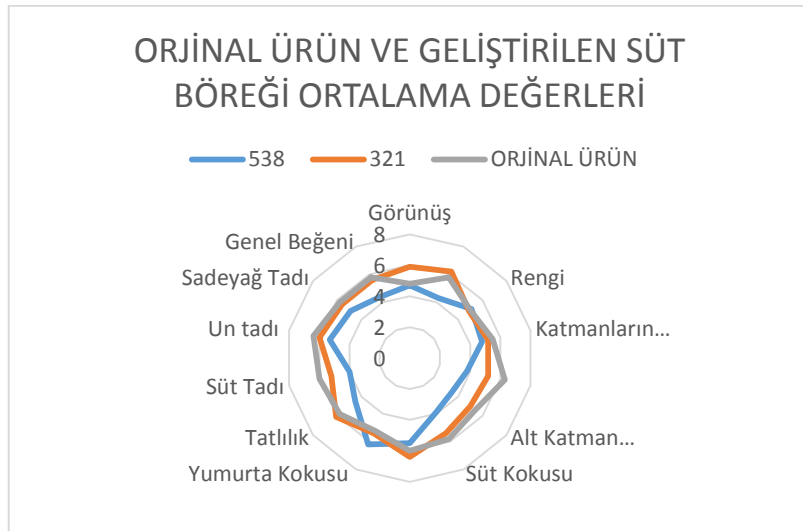 ORJİNAL ÜRÜN VE GELİŞTİRİLEN SÜT
BÖREĞİ ORTALAMA DEĞERLERİ
538 321 ORJİNAL ÜRÜN
Görünüş
Genel Beğeni
Rengi
Sadeyağ Tadı
Un tadı
Katmanların...
Süt Tadı
Alt Katman...
Tatlılık
Süt Kokusu
Yumurta Kokusu
8
6
4
2
0